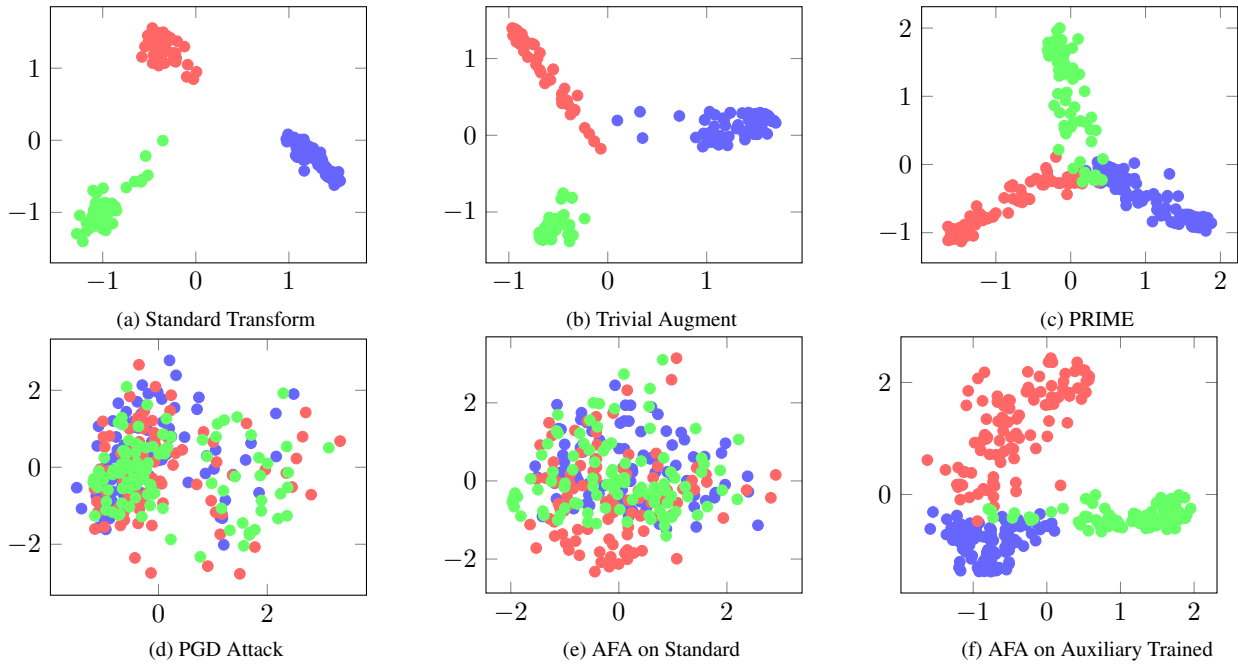 1
0
−1
−1 0 1
(a) Standard Transform
1
0
−1
−1 0 1
(b) Trivial Augment
2
1
0
−1
−1 0 1 2
(c) PRIME
2
0
−2
0 2
(d) PGD Attack
2
0
−2
−2 0 2
(e) AFA on Standard
2
0
−1 0 1 2
(f) AFA on Auxiliary Trained